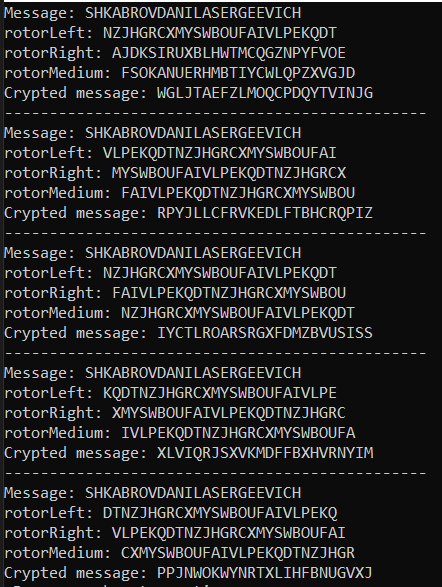 Message: SHKABROVDANILASERGEEVICH
rotorLeft: NZJHGRCXMYSWBOUFAIVLPEKQDT
rotorRight: AJDKSIRUXBLHWTMCQGZNPYFVOE
rotorMedium: FSOKANUERHMBTIYCWLQPZXVGJD
Crypted message: WGLJTAEFZLMOQCPDQYTVINJG
------------------------------------------
Message: SHKABROVDANILASERGEEVICH
rotorLeft: VLPEKQDTNZJHGRCXMYSWBOUFAI
rotorRight: MYSWBOUFAIVLPEKQDTNZJHGRCX
rotorMedium: FAIVLPEKQDTNZJHGRCXMYSWBOU
Crypted message: RPYJLLCFRVKEDLFTBHCRQPIZ
------------------------------------------
Message: SHKABROVDANILASERGEEVICH
rotorLeft: NZJHGRCXMYSWBOUFAIVLPEKQDT
rotorRight: FAIVLPEKQDTNZJHGRCXMYSWBOU
rotorMedium: NZJHGRCXMYSWBOUFAIVLPEKQDT
Crypted message: IYCTLROARSRGXFDMZBVUSISS
------------------------------------------
Message: SHKABROVDANILASERGEEVICH
rotorLeft: KQDTNZJHGRCXMYSWBOUFAIVLPE
rotorRight: XMYSWBOUFAIVLPEKQDTNZJHGRC
rotorMedium: IVLPEKQDTNZJHGRCXMYSWBOUFA
Crypted message: XLVIQRJSXVKMDFFBXHVRNYIM
------------------------------------------
Message: SHKABROVDANILASERGEEVICH
rotorLeft: DTNZJHGRCXMYSWBOUFAIVLPEKQ
rotorRight: VLPEKQDTNZJHGRCXMYSWBOUFAI
rotorMedium: CXMYSWBOUFAIVLPEKQDTNZJHGR
Crypted message: PPJNWOKWYNRTXLIHFBNUGVXJ